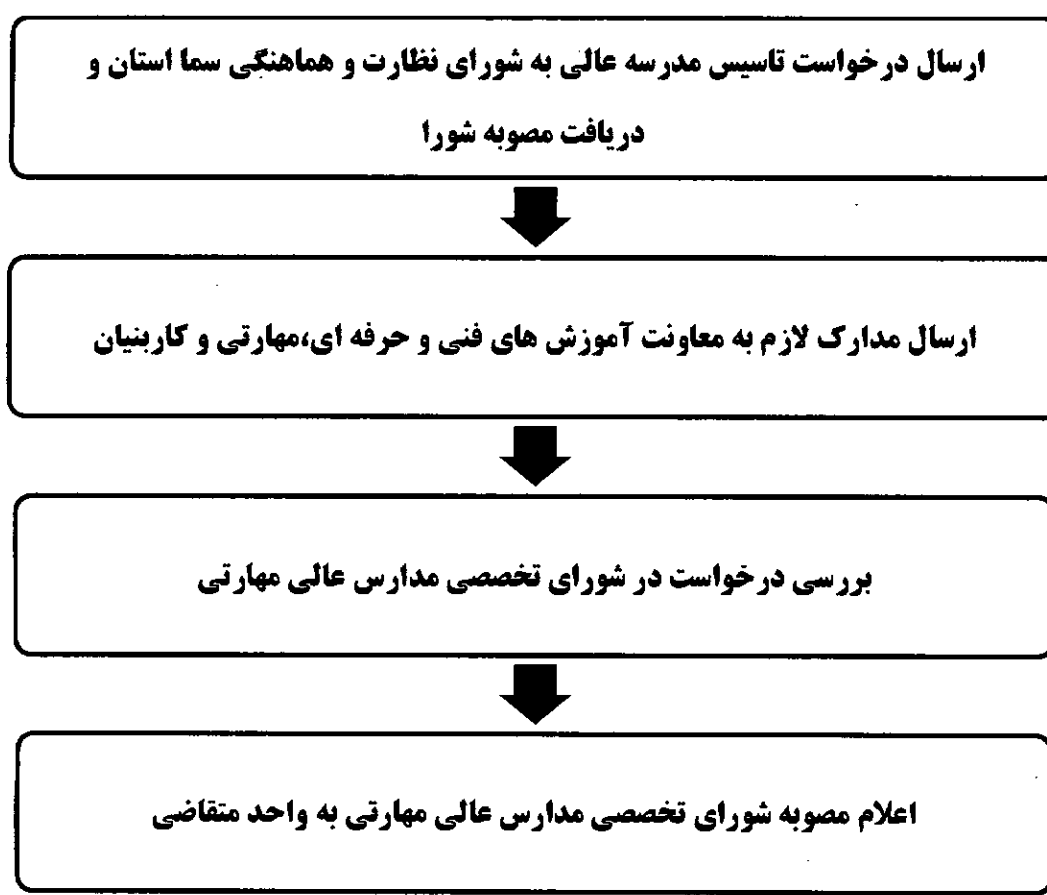 ارسال درخواست تاسیس مدرسه عالی به شورای نظارت و هماهنگی سما استان و
دریافت مصوبه شورا
ارسال مدارک لازم به معاونت آموزش های فنی و حرفه ای،مهارتی و کاربنیان
بررسی درخواست در شورای تخصصی مدارس عالی مهارتی
اعلام مصوبه شورای تخصصی مدارس عالی مهارتی به واحد متقاضی